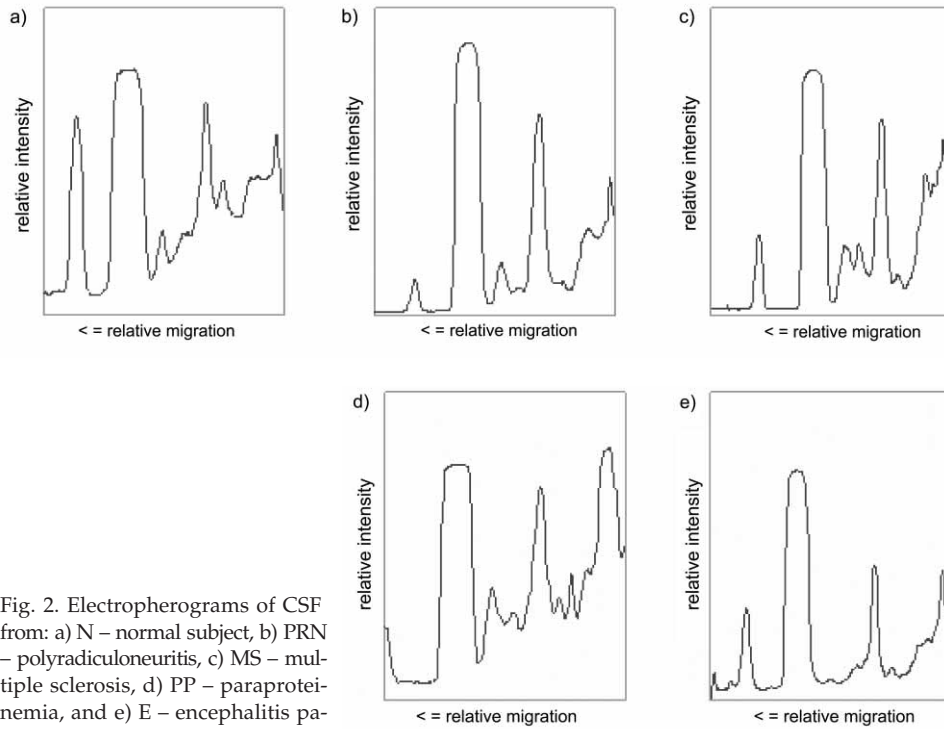 a)
relative intensity
< = relative migration
b)
relative intensity
< = relative migration
c)
relative intensity
< = relative migration
d)
relative intensity
< = relative migration
e)
relative intensity
< = relative migration
Fig. 2. Electropherograms of CSF
from: a) N – normal subject, b) PRN
– polyradiculoneuritis, c) MS – mul-
tiple sclerosis, d) PP – paraprotei-
nemia, and e) E – encephalitis pa-